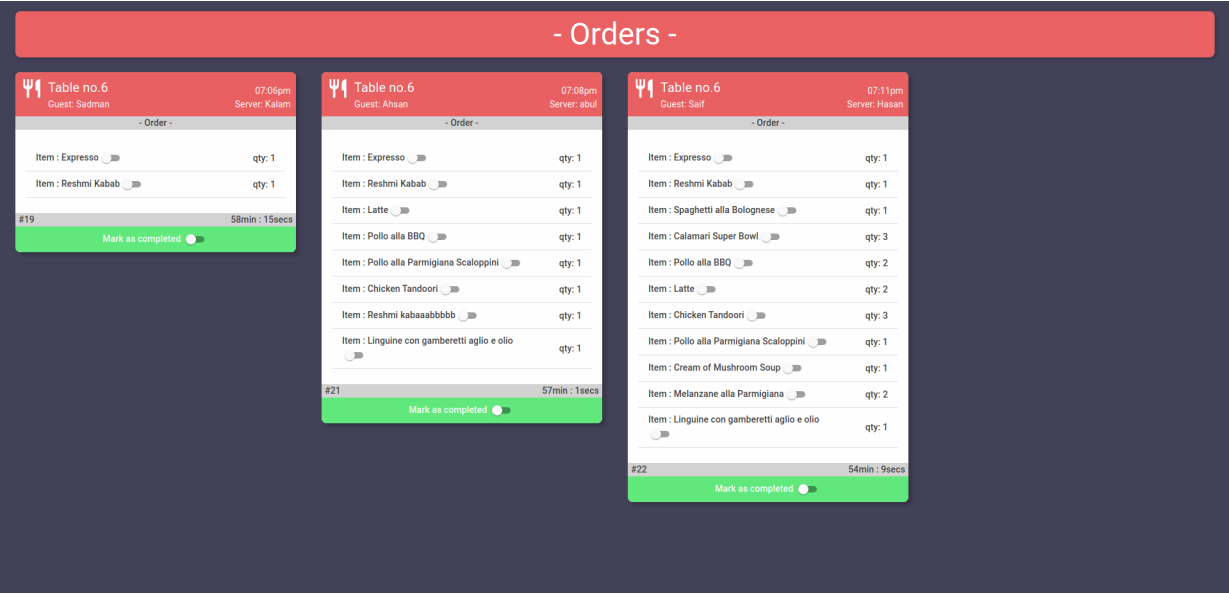 - Orders -
Table no.6
07:06pm
Guest: Sadman
Server: Kalam
- Order -
Item : Expresso
qty: 1
Item : Reshmi Kabab
qty: 1
#19
58min : 15secs
Mark as completed
Table no.6
07:08pm
Guest: Ahsan
Server: abul
- Order -
Item : Expresso
qty: 1
Item : Reshmi Kabab
qty: 1
Item : Latte
qty: 1
Item : Pollo alla BBQ
qty: 1
Item : Pollo alla Parmigiana Scaloppini
qty: 1
Item : Chicken Tandoori
qty: 1
Item : Reshmi kabaaabbbbb
qty: 1
Item : Linguine con gamberetti aglio e olio
qty: 1
#21
57min : 1secs
Mark as completed
Table no.6
07:11pm
Guest: Saif
Server: Hasan
- Order -
Item : Expresso
qty: 1
Item : Reshmi Kabab
qty: 1
Item : Spaghetti alla Bolognese
qty: 1
Item : Calamari Super Bowl
qty: 3
Item : Pollo alla BBQ
qty: 2
Item : Latte
qty: 2
Item : Chicken Tandoori
qty: 3
Item : Pollo alla Parmigiana Scaloppini
qty: 1
Item : Cream of Mushroom Soup
qty: 1
Item : Melanzane alla Parmigiana
qty: 2
Item : Linguine con gamberetti aglio e olio
qty: 1
#22
54min : 9secs
Mark as completed